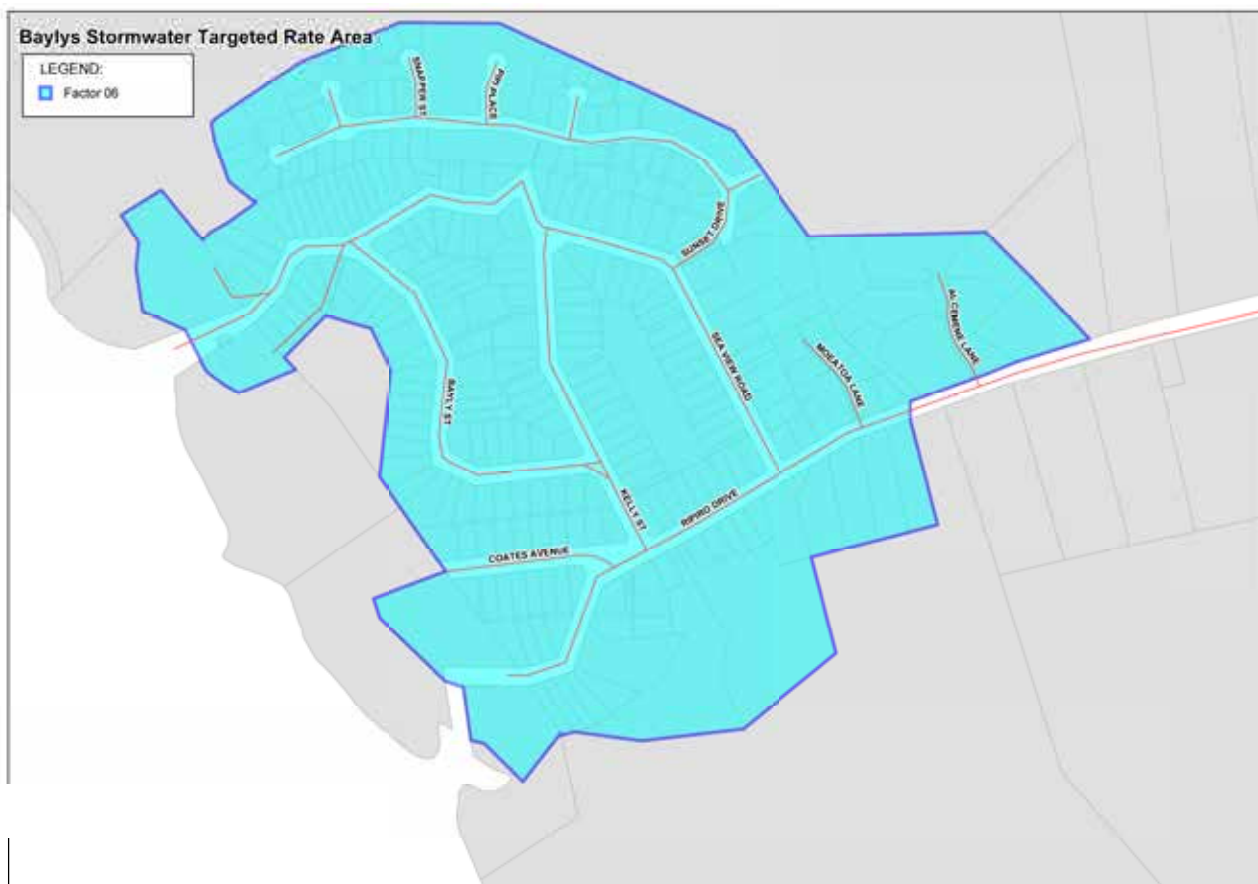 Baylys Stormwater Targeted Rate Area
LEGEND:
Factor 06
SNAPPER ST
PIPI PLACE
SUNSET DRIVE
SEA VIEW ROAD
MOEATOA LANE
ALCEMENE LANE
BAYLY ST
KELLY ST
RIPIRO DRIVE
COATES AVENUE